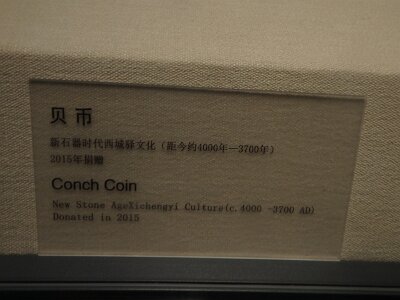 贝币
新石器时代西城驿文化（距今约4000年—3700年）
2015年捐赠
Conch Coin
New Stone AgeXichengyi Culture(c.4000 -3700 AD)
Donated in 2015